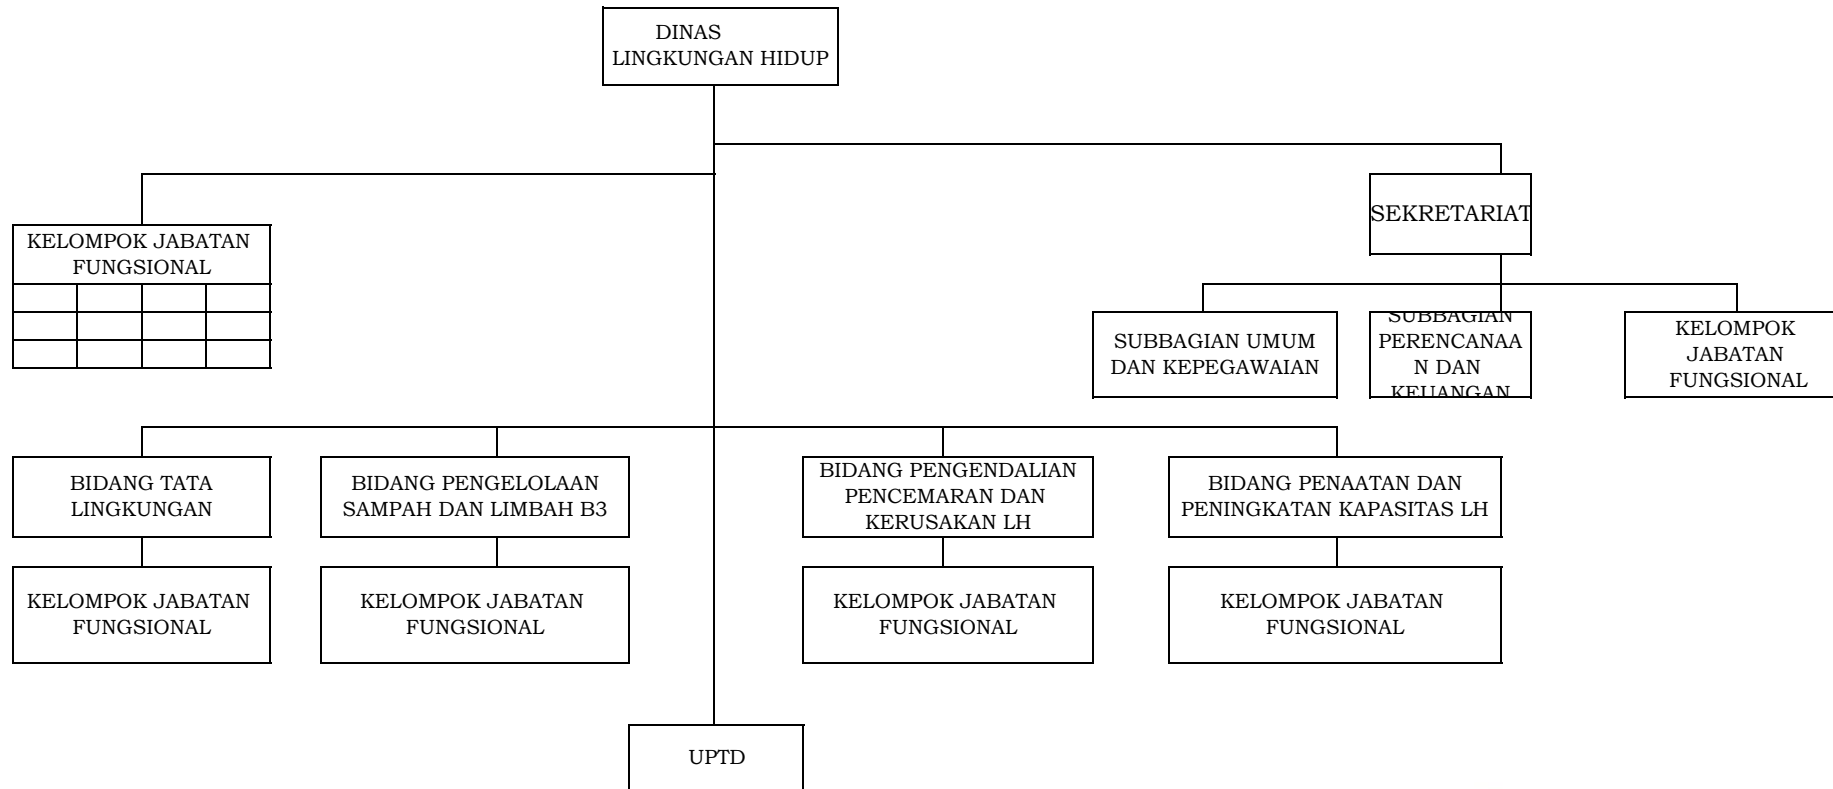 DINAS
LINGKUNGAN HIDUP
SEKRETARIAT
KELOMPOK JABATAN
FUNGSIONAL
SUBBAGIAN UMUM
DAN KEPEGAWAIAN
SUBBAGIAN
PERENCANAA
N DAN
KEUANGAN
KELOMPOK
JABATAN
FUNGSIONAL
BIDANG TATA
LINGKUNGAN
BIDANG PENGELOLAAN
SAMPAH DAN LIMBAH B3
BIDANG PENGENDALIAN
PENCEMARAN DAN
KERUSAKAN LH
BIDANG PENAATAN DAN
PENINGKATAN KAPASITAS LH
KELOMPOK JABATAN
FUNGSIONAL
KELOMPOK JABATAN
FUNGSIONAL
KELOMPOK JABATAN
FUNGSIONAL
KELOMPOK JABATAN
FUNGSIONAL
UPTD